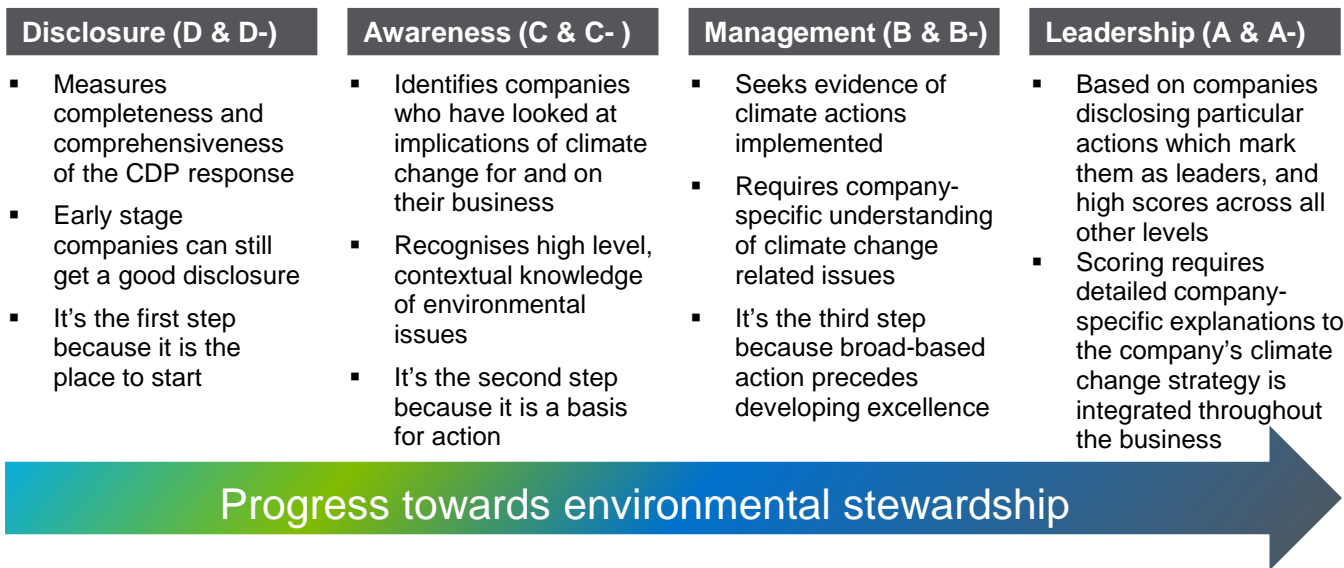 Disclosure (D & D-)
▪ Measures
completeness and
comprehensiveness
of the CDP response
▪ Early stage
companies can still
get a good disclosure
▪ It's the first step
because it is the
place to start
Awareness (C & C- )
▪ Identifies companies
who have looked at
implications of climate
change for and on
their business
▪ Recognises high level,
contextual knowledge
of environmental
issues
▪ It's the second step
because it is a basis
for action
Management (B & B-)
▪ Seeks evidence of
climate actions
implemented
▪ Requires company-
specific understanding
of climate change
related issues
▪ It's the third step
because broad-based
action precedes
developing excellence
Leadership (A & A-)
▪ Based on companies
disclosing particular
actions which mark
them as leaders, and
high scores across all
other levels
▪ Scoring requires
detailed company-
specific explanations to
the company's climate
change strategy is
integrated throughout
the business
Progress towards environmental stewardship